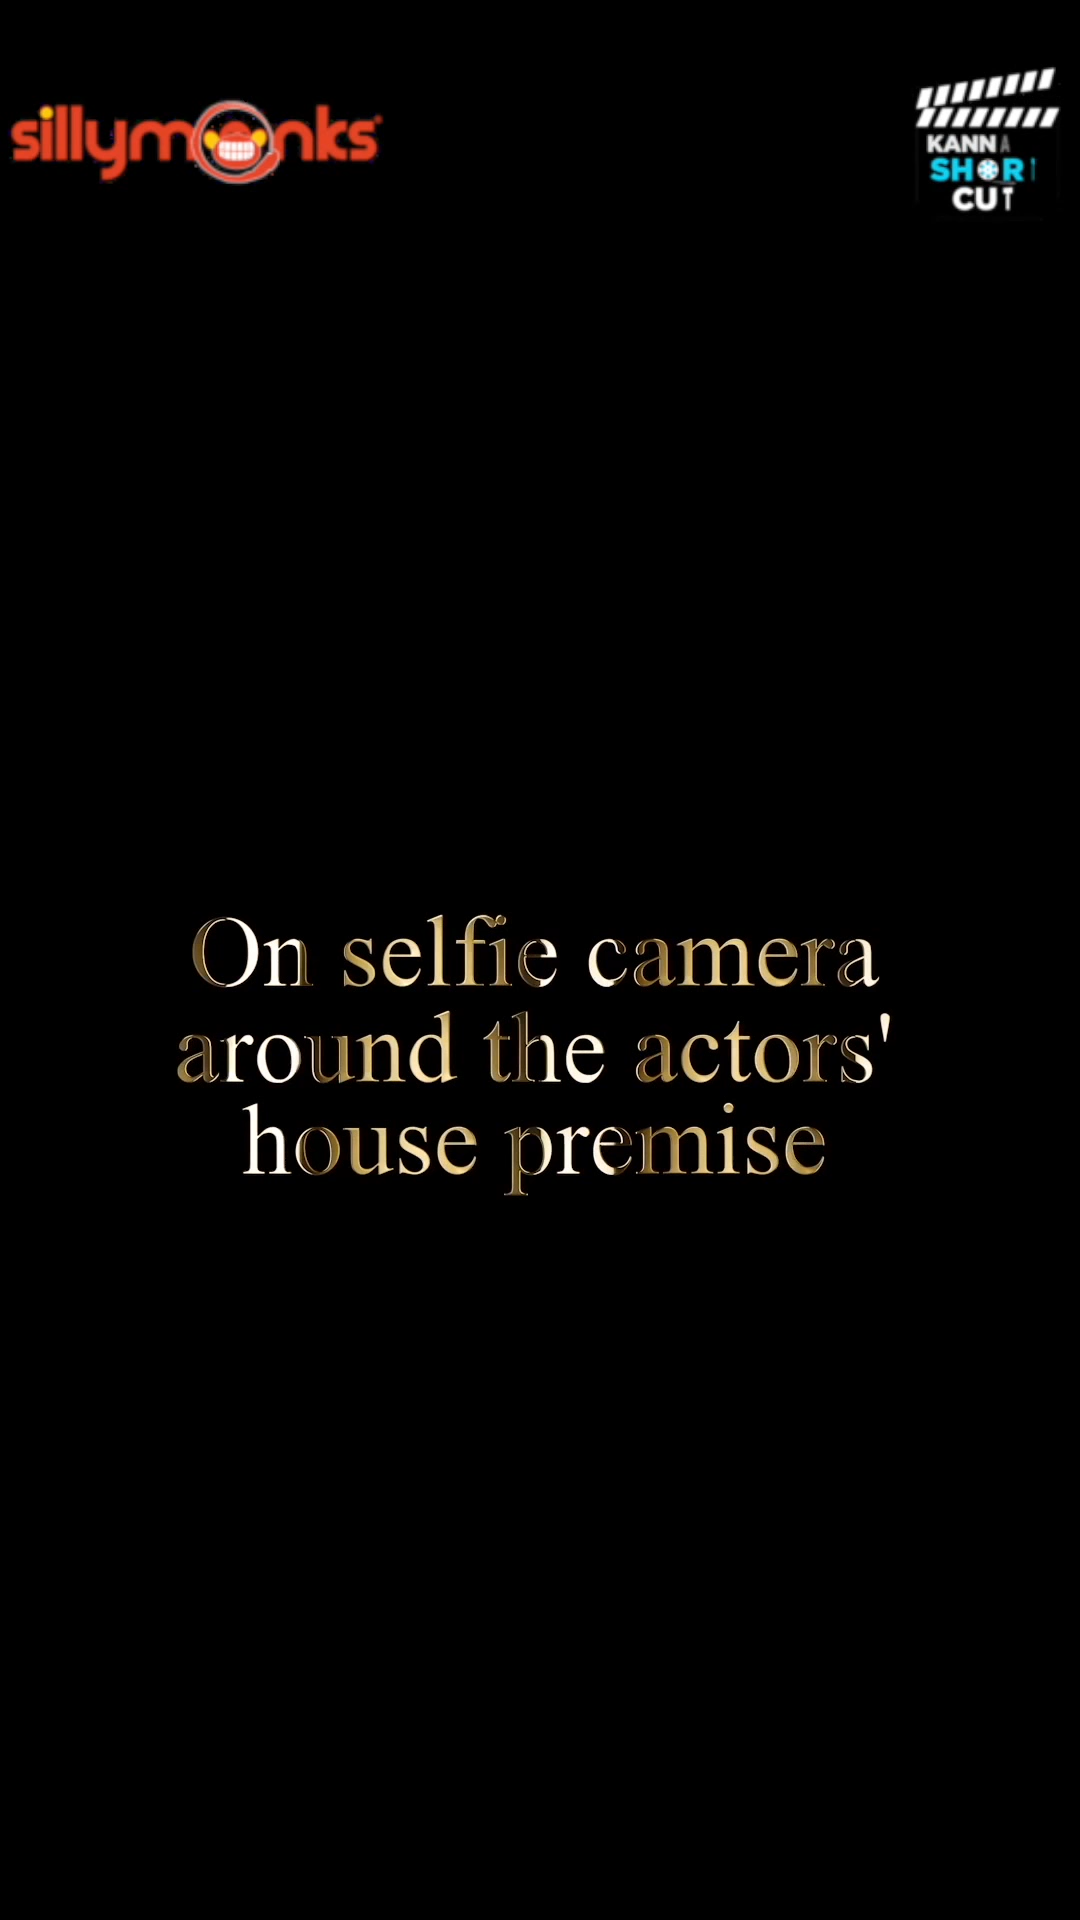 sillymonks
KANNA
SHORT
CUT
On selfie camera
around the actors'
house premise